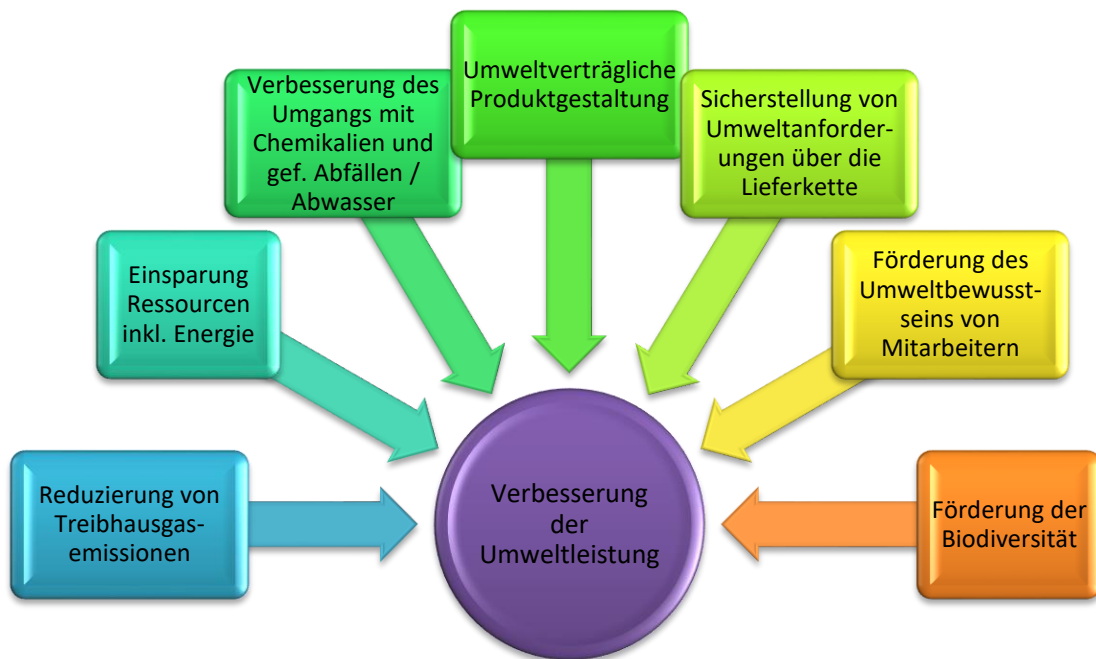 Umweltverträgliche
Produktgestaltung
Verbesserung des
Umgangs mit
Chemikalien und
gef. Abfällen /
Abwasser
Sicherstellung von
Umweltanforder-
ungen über die
Lieferkette
Einsparung
Ressourcen
inkl. Energie
Förderung des
Umweltbewusst-
seins von
Mitarbeitern
Reduzierung von
Treibhausgas-
emissionen
Verbesserung
der
Umweltleistung
Förderung der
Biodiversität